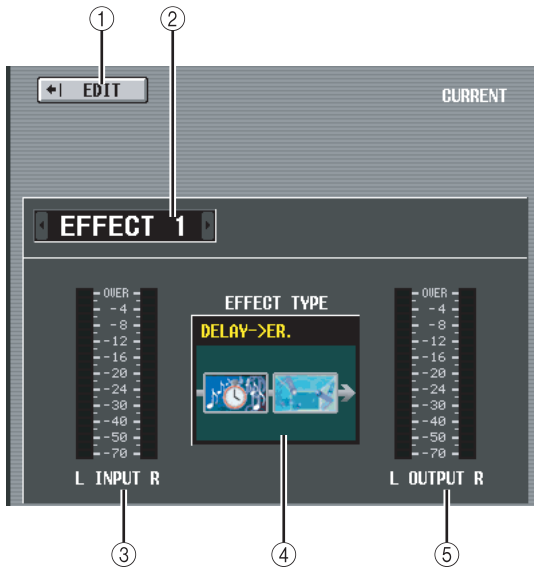 ① ②
EDIT
CURRENT
EFFECT 1
EFFECT TYPE
DELAY->ER.
OVER
-4
-8
-12
-16
-20
-24
-30
-40
-50
-70
L INPUT R
OVER
-4
-8
-12
-16
-20
-24
-30
-40
-50
-70
L OUTPUT R
③ ④ ⑤